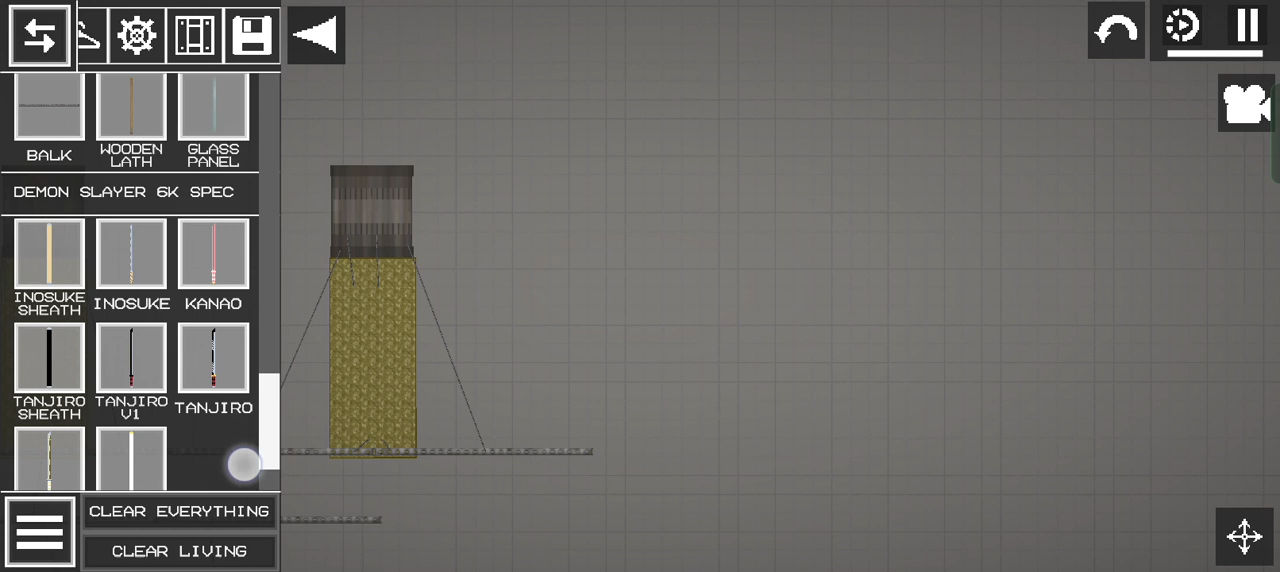 BALK
WOODEN LATH
GLASS PANEL
DEMON SLAYER 6K SPEC
INOSUKE SHEATH
INOSUKE
KANAO
TANJIRO SHEATH
TANJIRO V1
TANJIRO
CLEAR EVERYTHING
CLEAR LIVING